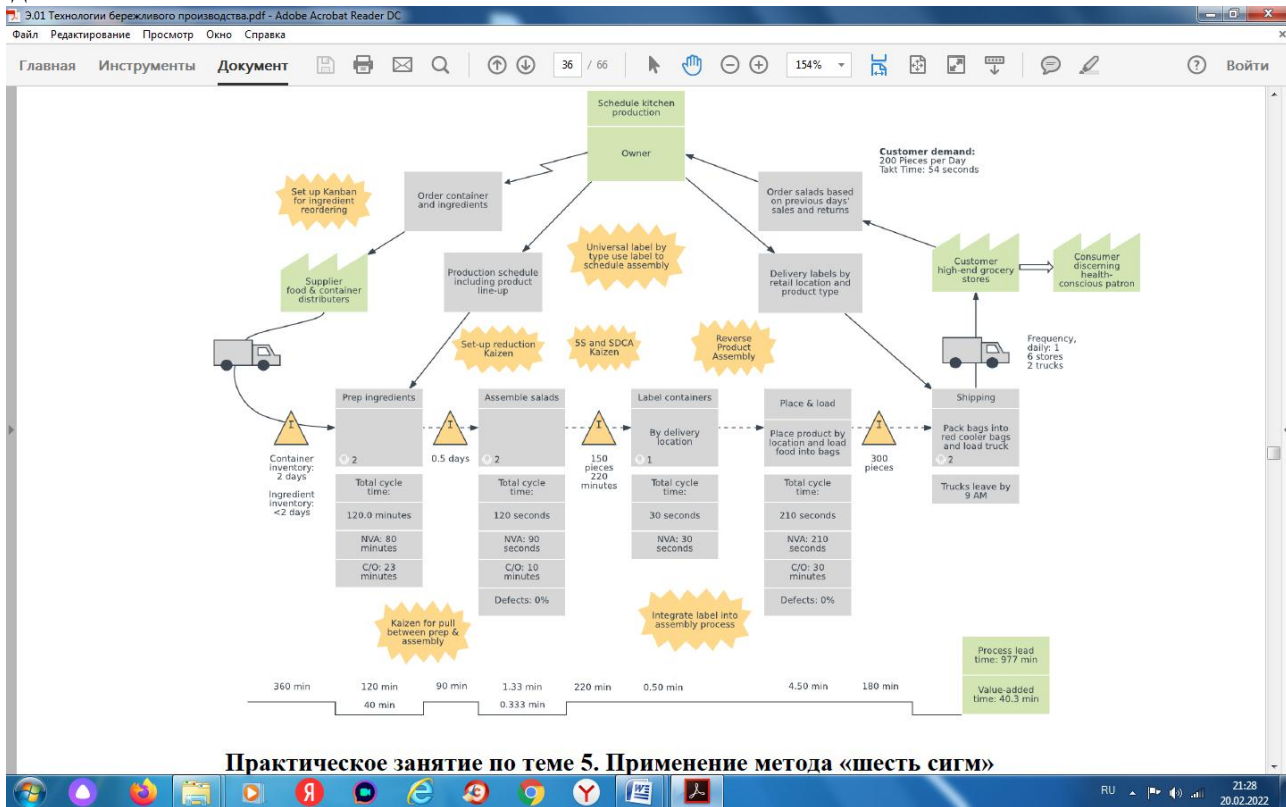 Э.01 Технологии бережливого производства.pdf - Adobe Acrobat Reader DC
Файл Редактирование Просмотр Окно Справка
Главная Инструменты Документ 36 / 66 154% Войти
Schedule kitchen
production
Owner
Customer demand:
200 Pieces per Day
Takt Time: 54 seconds
Set up Kanban
for ingredient
reordering
Order container
and ingredients
Order salads based
on previous days'
sales and returns
Universal label by
type use label to
schedule assembly
Supplier
food & container
distributers
Production schedule
including product
line-up
Delivery labels by
retail location and
product type
Customer
high-end grocery
stores
Consumer
discerning
health-
conscious patron
Set-up reduction
Kaizen
5S and SDCA
Kaizen
Reverse
Product
Assembly
Frequency,
daily: 1
6 stores
2 trucks
Prep ingredients
2
Assemble salads
2
Label containers
By delivery
location
1
Place & load
Place product by
location and load
food into bags
Shipping
Pack bags into
red cooler bags
and load truck
2
Trucks leave by
9 AM
I
Container
inventory:
2 days
Ingredient
inventory:
<2 days
I
0.5 days
I
150
pieces
220
minutes
I
300
pieces
Total cycle
time:
120.0 minutes
NVA: 80
minutes
C/O: 23
minutes
Total cycle
time:
120 seconds
NVA: 90
seconds
C/O: 10
minutes
Defects: 0%
Total cycle
time:
30 seconds
NVA: 30
seconds
Total cycle
time:
210 seconds
NVA: 210
seconds
C/O: 30
minutes
Defects: 0%
Kaizen for pull
between prep &
assembly
Integrate label into
assembly process
Process lead
time: 977 min
Value-added
time: 40.3 min
360 min 120 min 90 min 1.33 min 220 min 0.50 min 4.50 min 180 min
40 min 0.333 min
Практическое занятие по теме 5. Применение метода «шесть сигм»
RU
21:28
20.02.2022